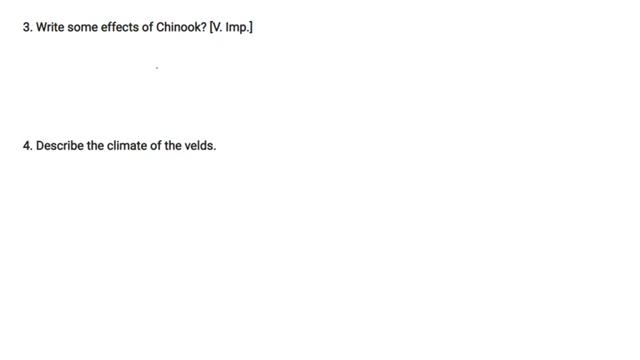 3. Write some effects of Chinook? [V. Imp.]
4. Describe the climate of the velds.